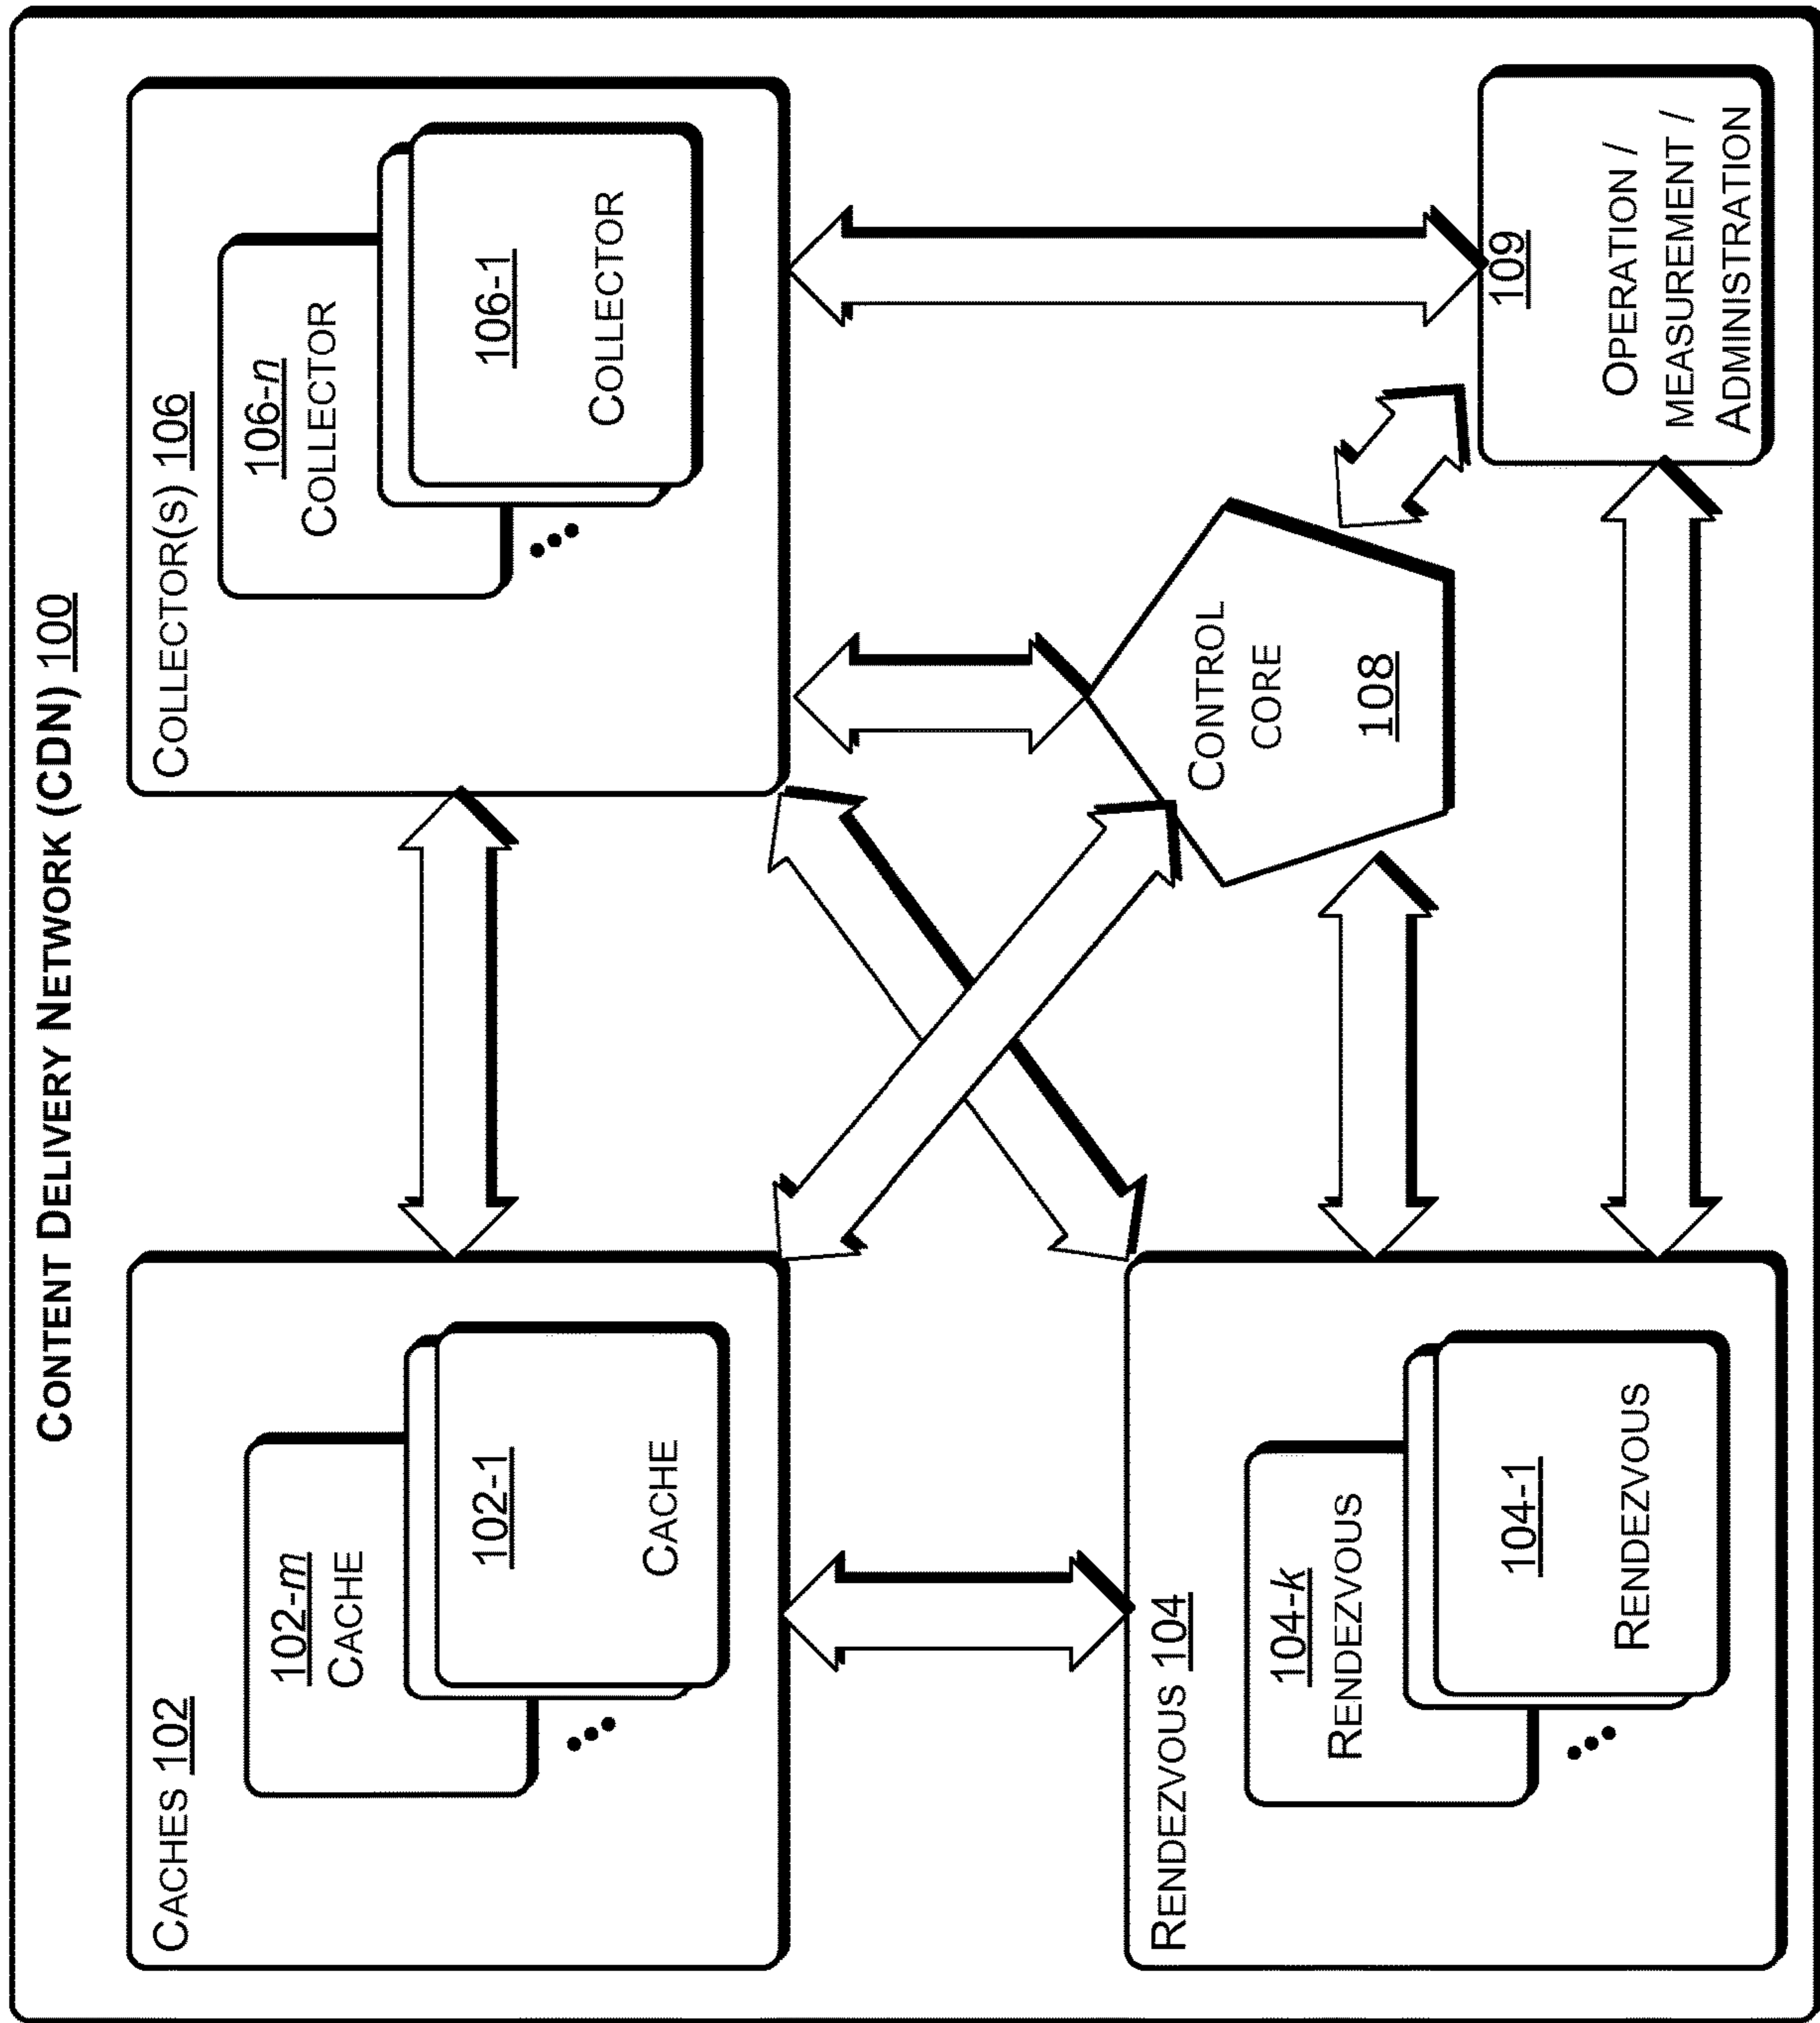 CONTENT DELIVERY NETWORK (CDN) 100
CACHES 102
102-m
CACHE
102-1
CACHE
COLLECTOR(S) 106
106-n
COLLECTOR
106-1
COLLECTOR
RENDEZVOUS 104
104-k
RENDEZVOUS
104-1
RENDEZVOUS
CONTROL
CORE
108
109
OPERATION /
MEASUREMENT /
ADMINISTRATION